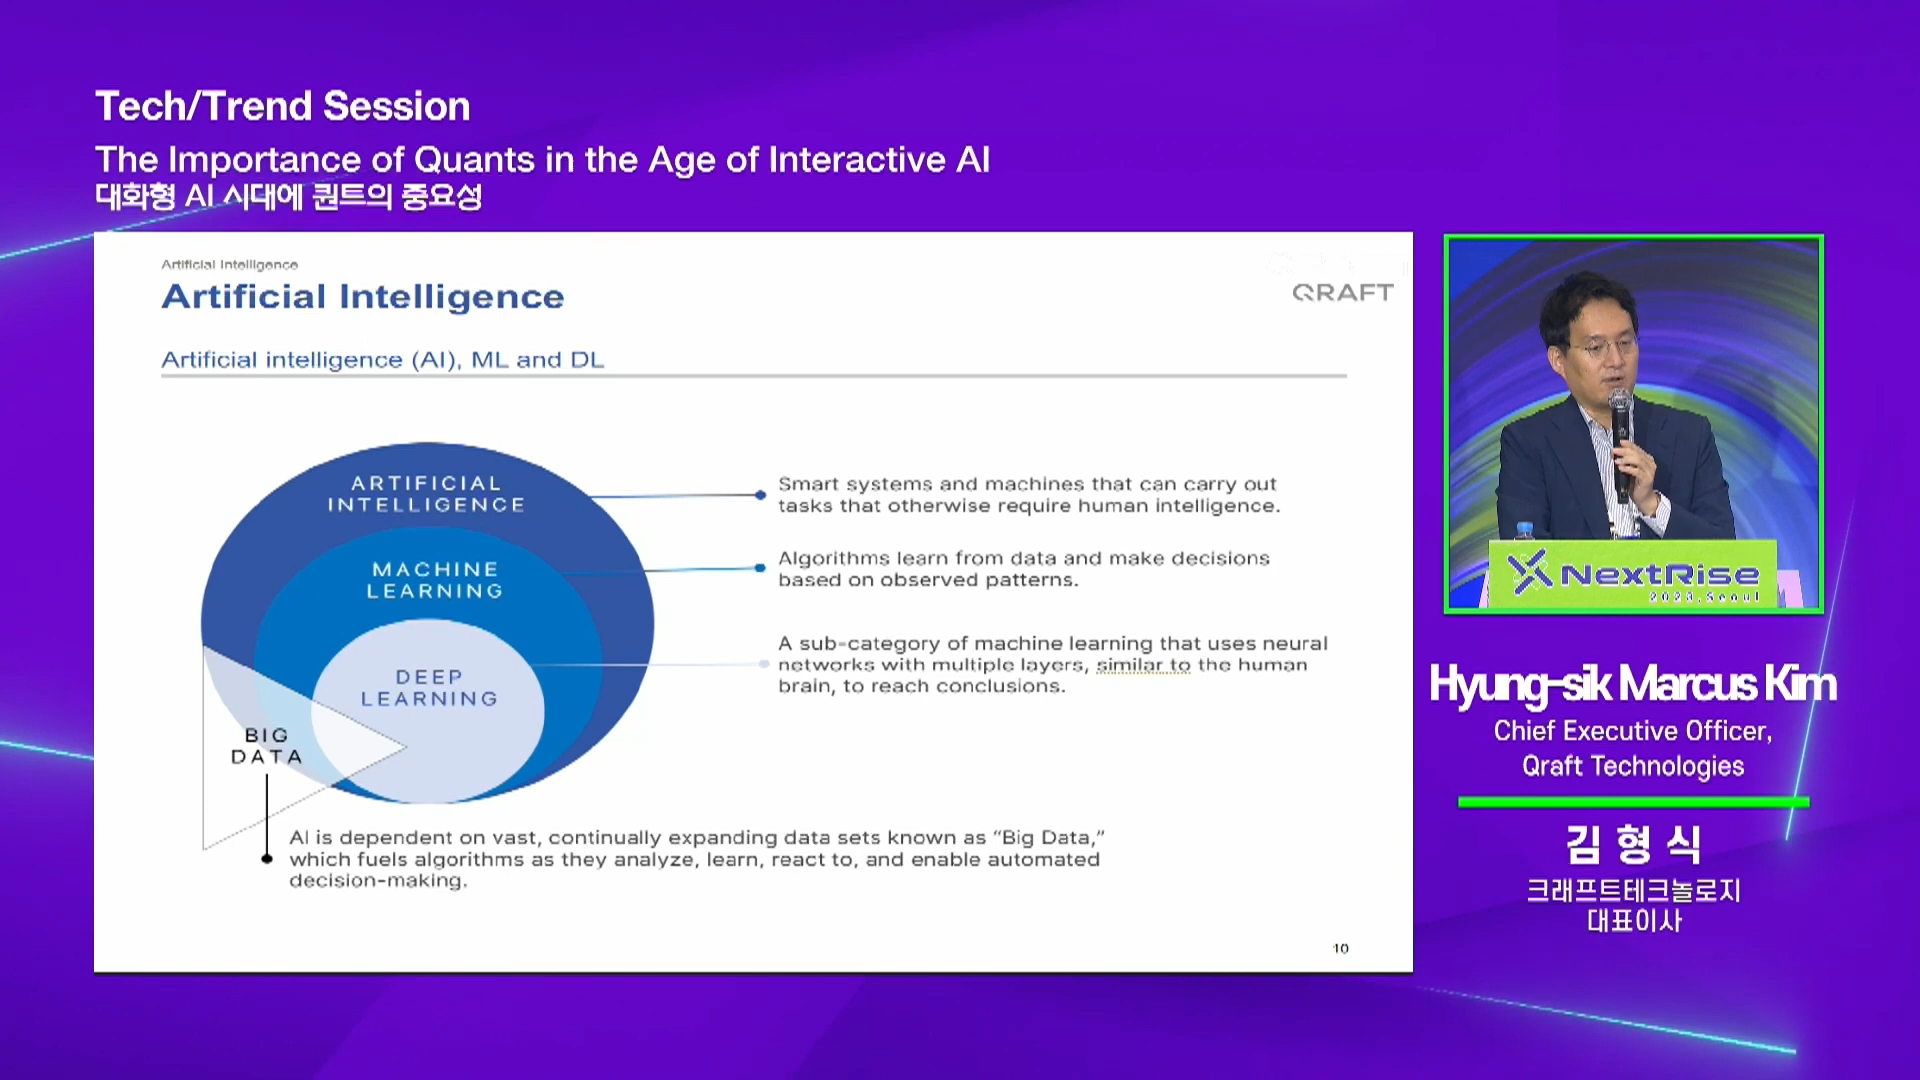 Tech/Trend Session
The Importance of Quants in the Age of Interactive AI
대화형 AI 시대에 퀀트의 중요성
Artificial Intelligence
Artificial Intelligence
QRAFT
Artificial intelligence (AI), ML and DL
ARTIFICIAL
INTELLIGENCE
Smart systems and machines that can carry out
tasks that otherwise require human intelligence.
MACHINE
LEARNING
Algorithms learn from data and make decisions
based on observed patterns.
DEEP
LEARNING
A sub-category of machine learning that uses neural
networks with multiple layers, similar to the human
brain, to reach conclusions.
BIG
DATA
AI is dependent on vast, continually expanding data sets known as “Big Data,”
which fuels algorithms as they analyze, learn, react to, and enable automated
decision-making.
10
NextRise
2023.Seoul
Hyung-sik Marcus Kim
Chief Executive Officer,
Qraft Technologies
김형식
크래프트테크놀로지
대표이사